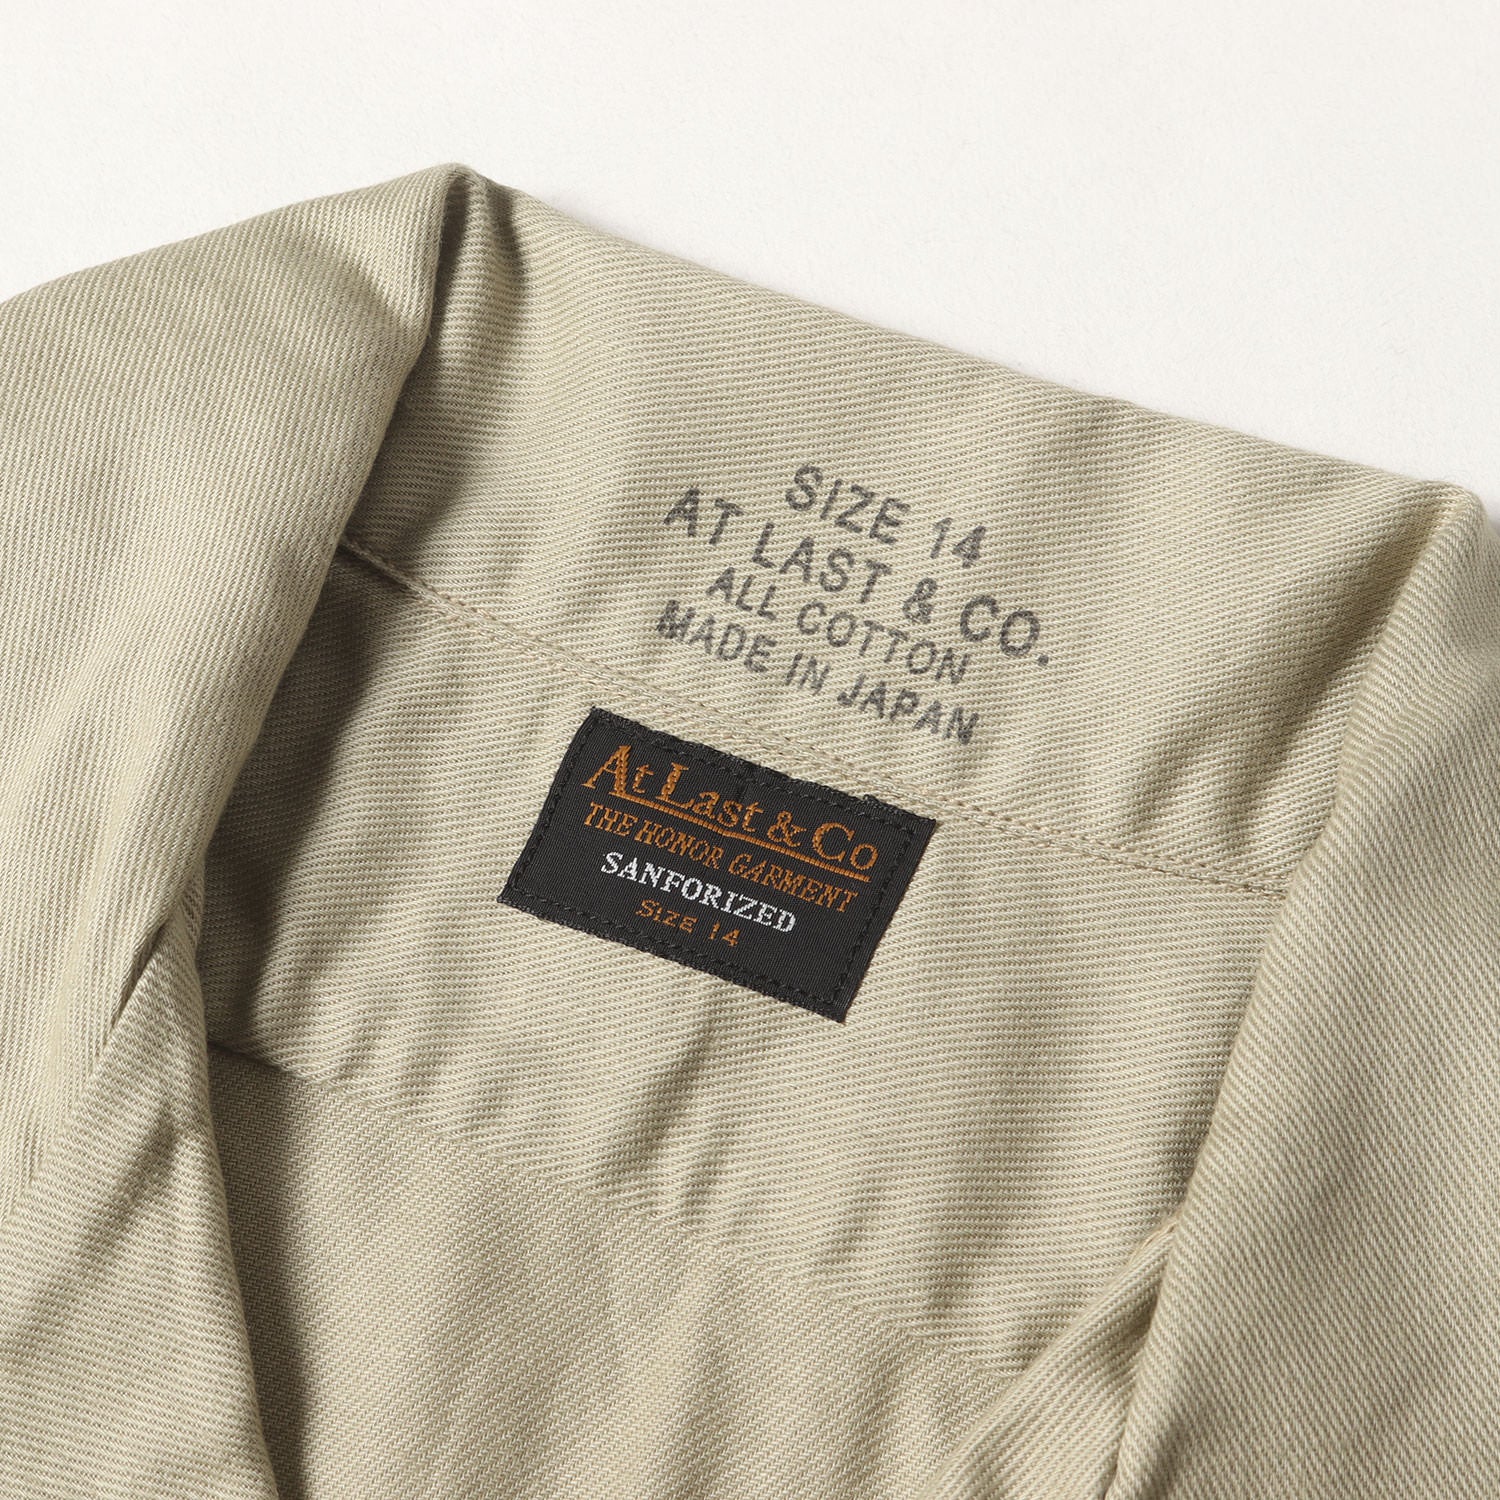 SIZE 14
AT LAST & CO.
ALL COTTON
MADE IN JAPAN
At Last & Co
THE HONOR GARMENT
SANFORIZED
SIZE 14